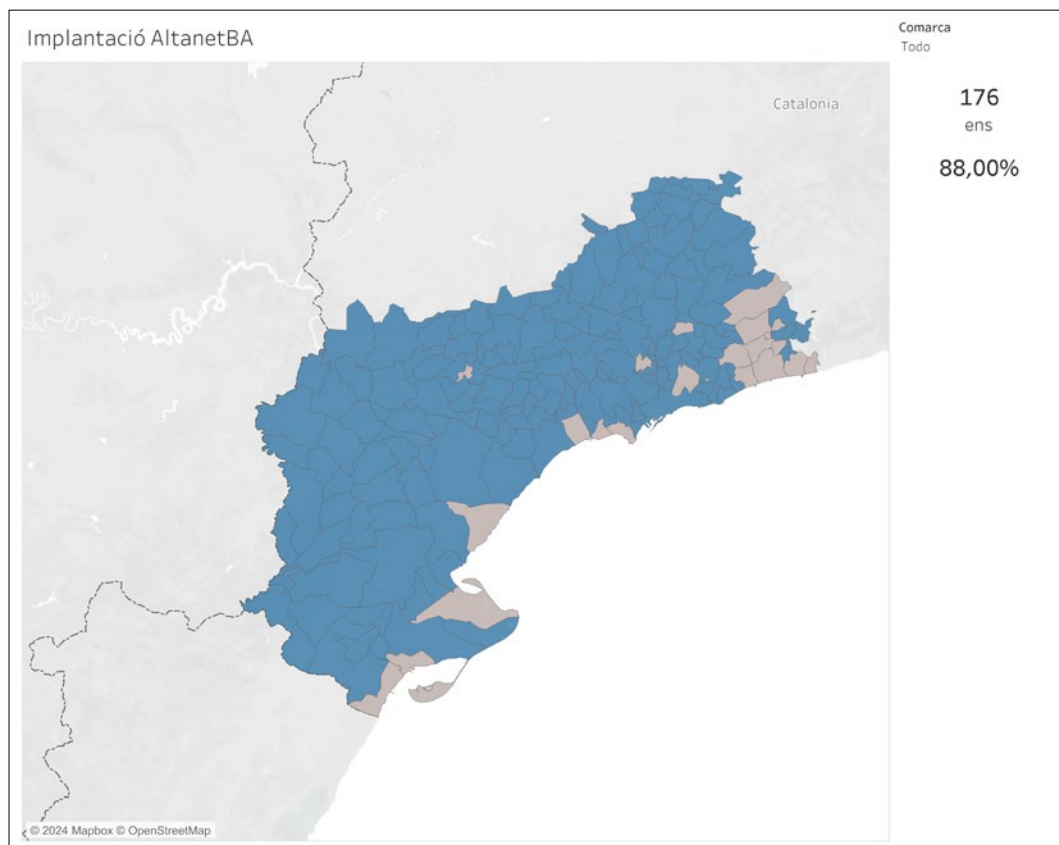 Implantació AltanetBA
Comarca
Todo
176
ens
88,00%
Catalonia
© 2024 Mapbox © OpenStreetMap